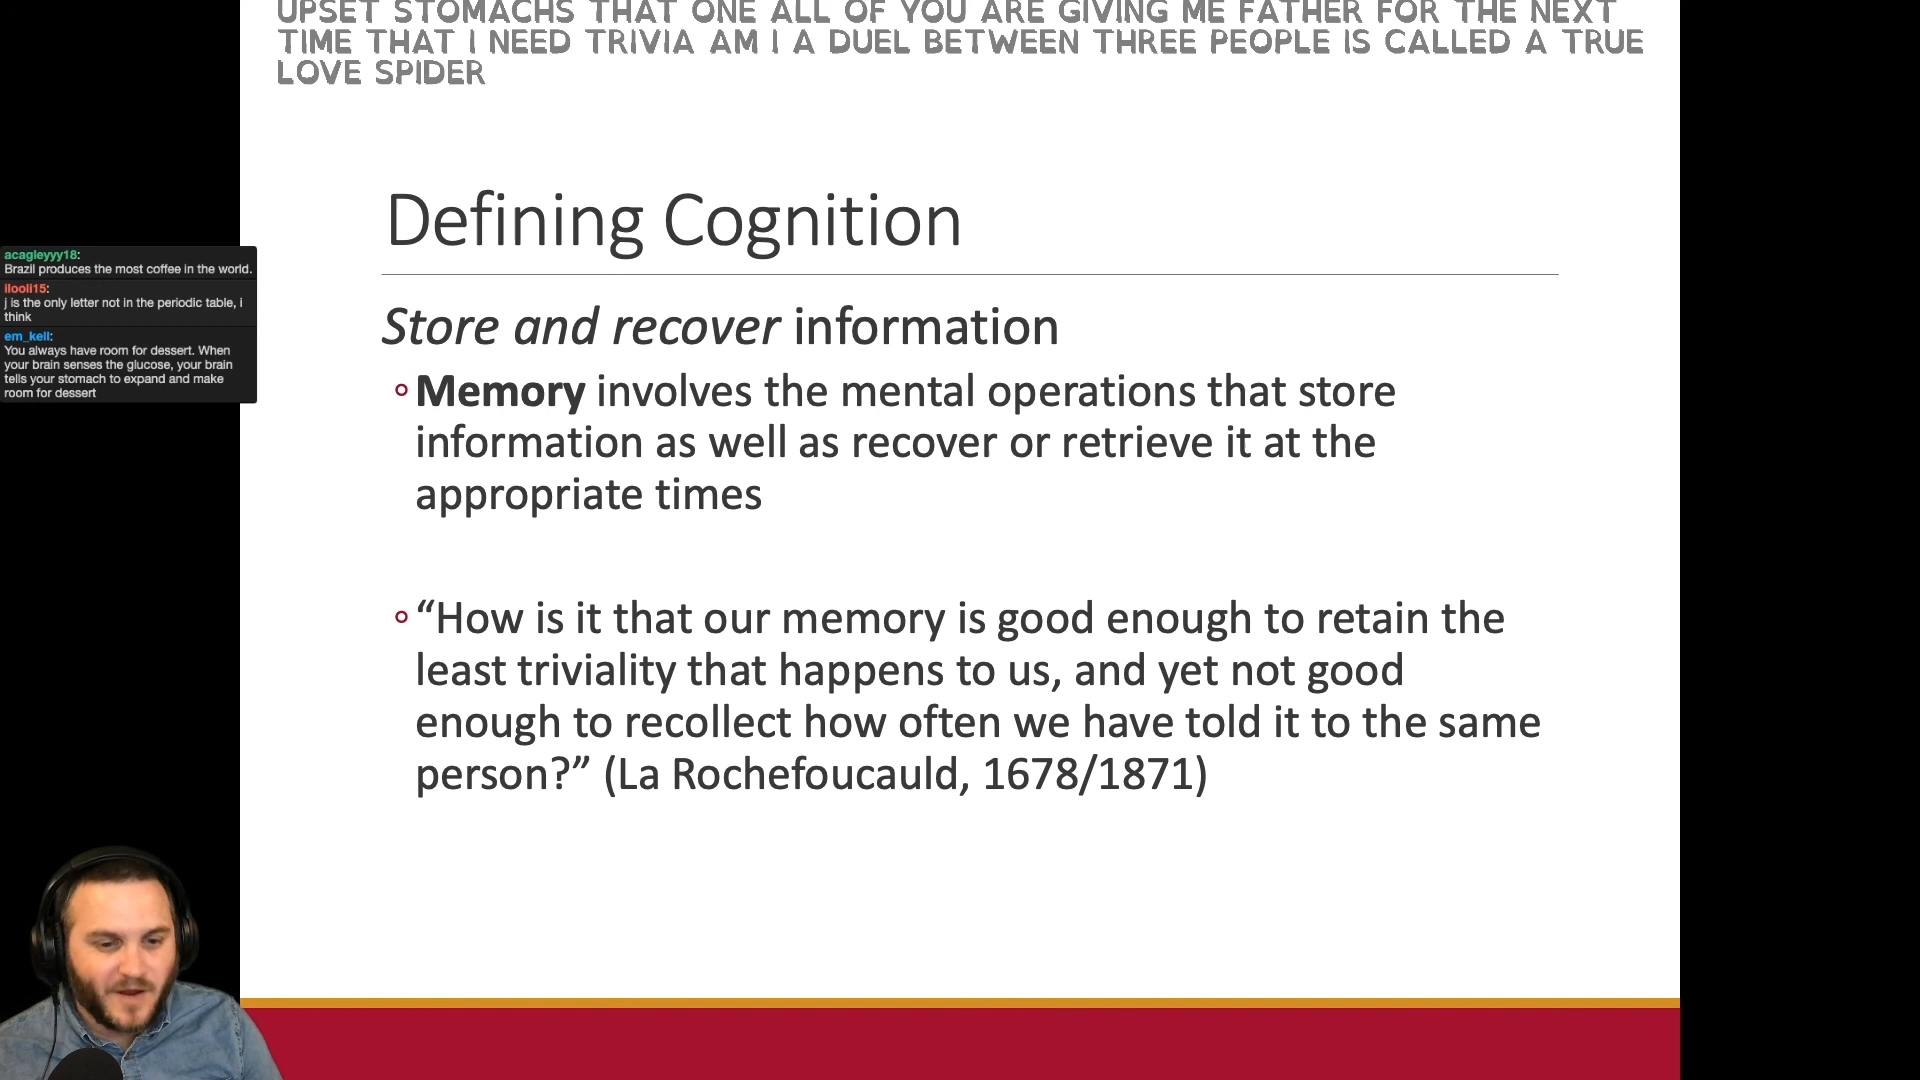 UPSET STOMACHS THAT ONE ALL OF YOU ARE GIVING ME FATHER FOR THE NEXT
TIME THAT I NEED TRIVIA AM I A DUEL BETWEEN THREE PEOPLE IS CALLED A TRUE
LOVE SPIDER
Defining Cognition
acagleyyy18:
Brazil produces the most coffee in the world.
ilooli15:
j is the only letter not in the periodic table, i
think
em_kell:
You always have room for dessert. When
your brain senses the glucose, your brain
tells your stomach to expand and make
room for dessert
Store and recover information
◦Memory involves the mental operations that store
information as well as recover or retrieve it at the
appropriate times
◦“How is it that our memory is good enough to retain the
least triviality that happens to us, and yet not good
enough to recollect how often we have told it to the same
person?” (La Rochefoucauld, 1678/1871)